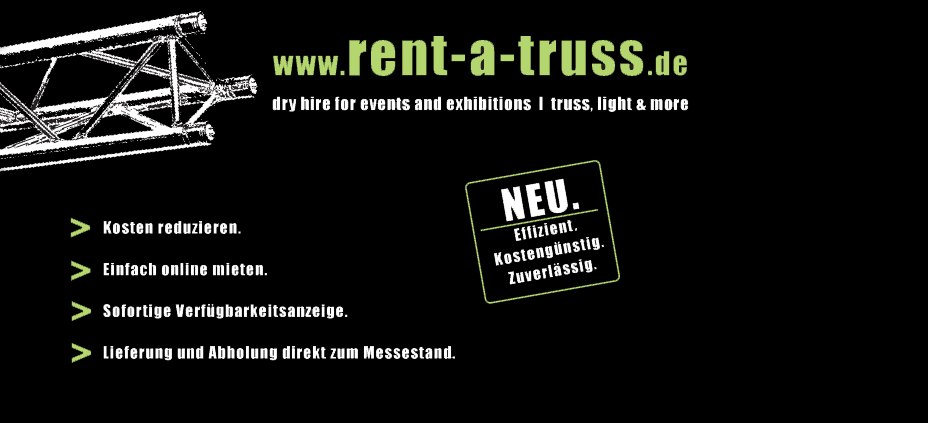 www.rent-a-truss.de
dry hire for events and exhibitions | truss, light & more
NEU.
Effizient.
Kostengünstig.
Zuverlässig.
> Kosten reduzieren.
> Einfach online mieten.
> Sofortige Verfügbarkeitsanzeige.
> Lieferung und Abholung direkt zum Messestand.